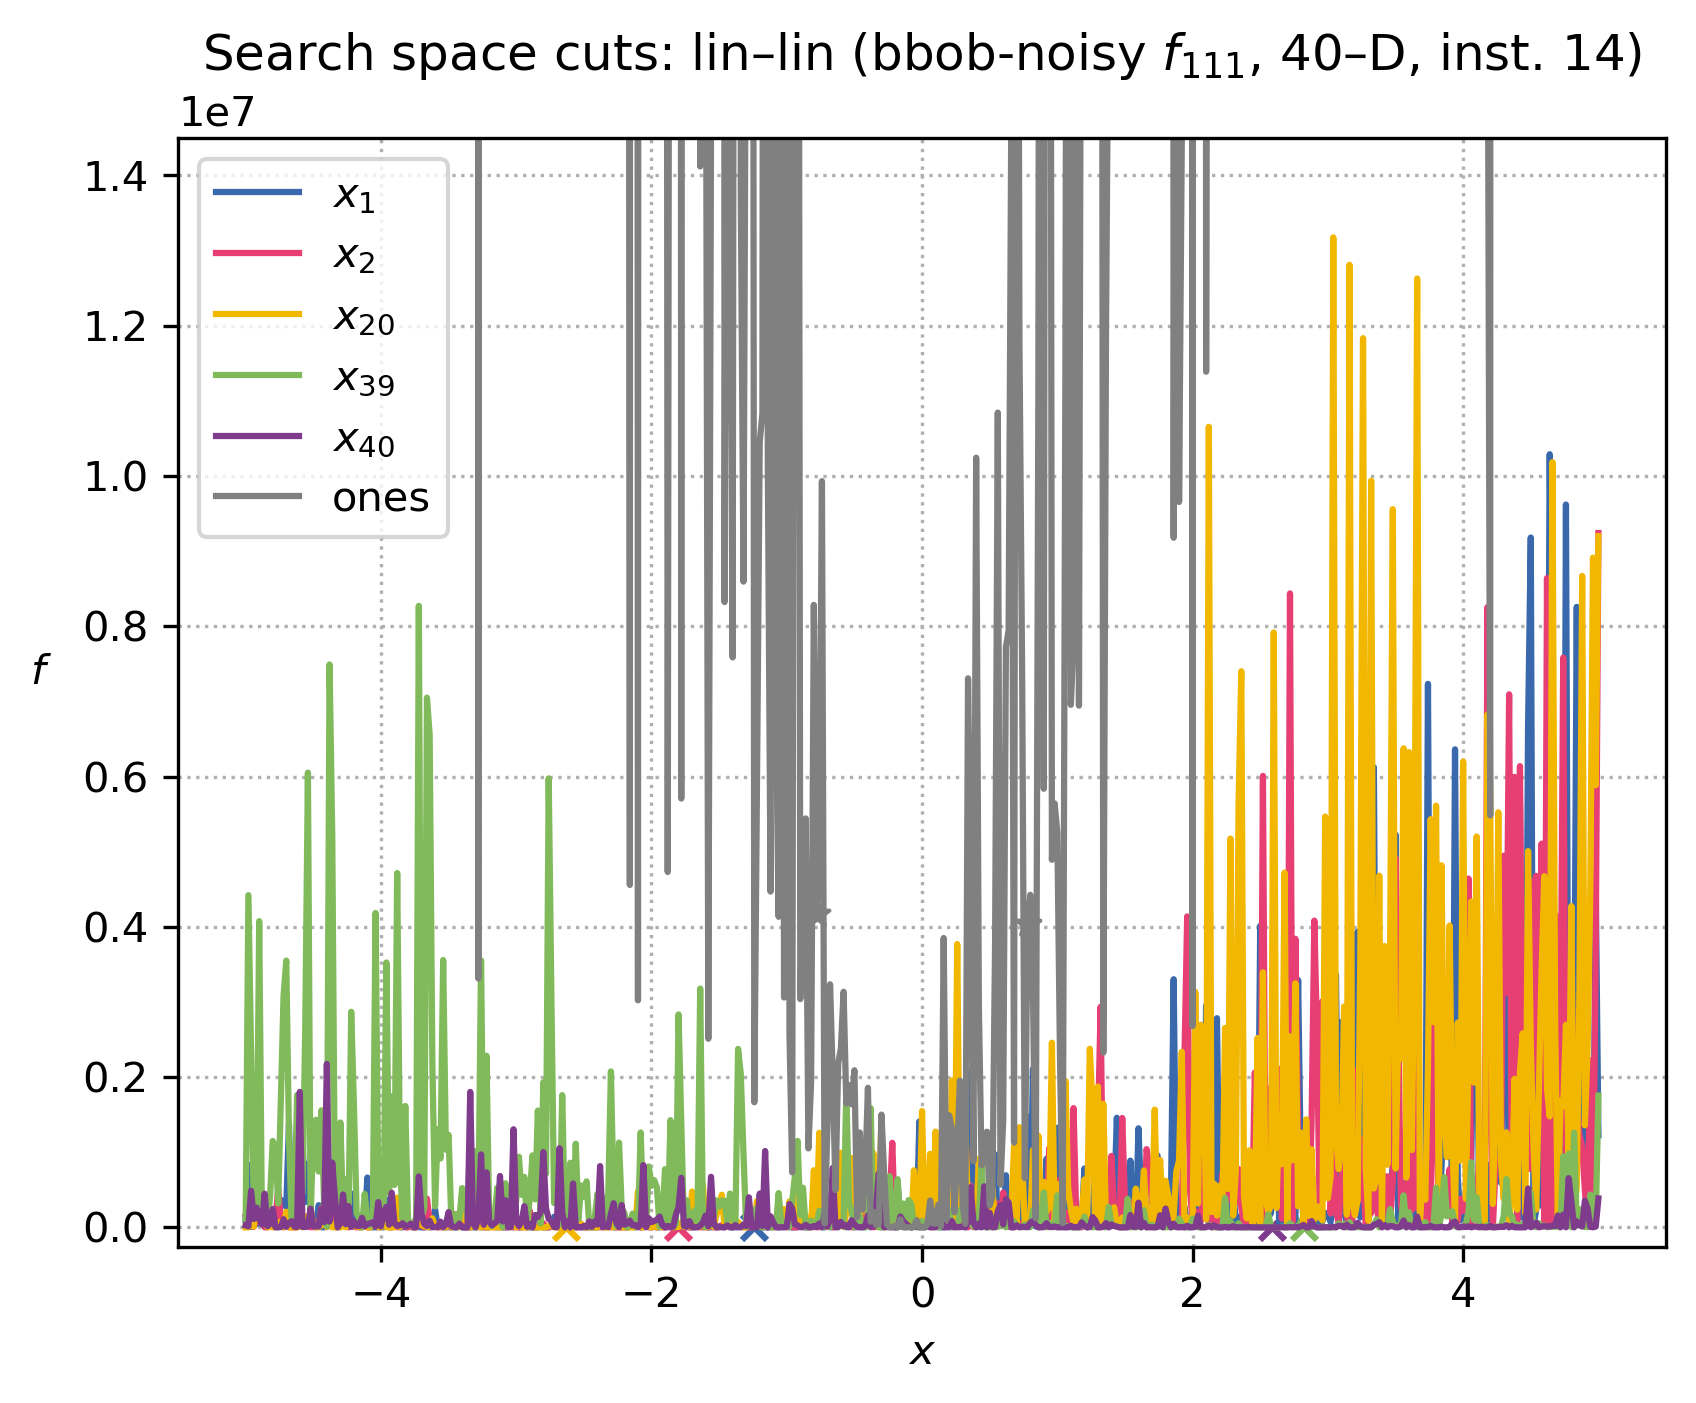 Search space cuts: lin–lin (bbob-noisy f₁₁₁, 40–D, inst. 14)
1e7
1.4
1.2
1.0
0.8
0.6
0.4
0.2
0.0
f
x₁
x₂
x₂₀
x₃₉
x₄₀
ones
−4 −2 0 2 4
x